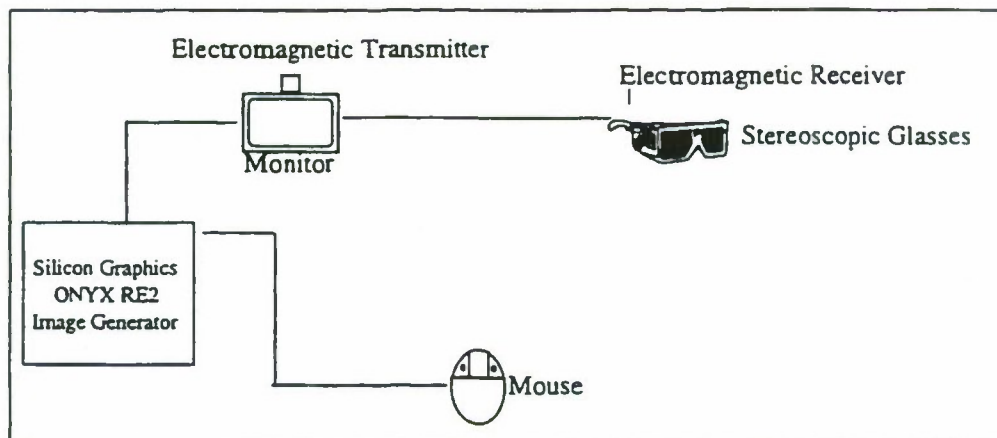 Electromagnetic Transmitter
Electromagnetic Receiver
Stereoscopic Glasses
Monitor
Silicon Graphics
ONYX RE2
Image Generator
Mouse